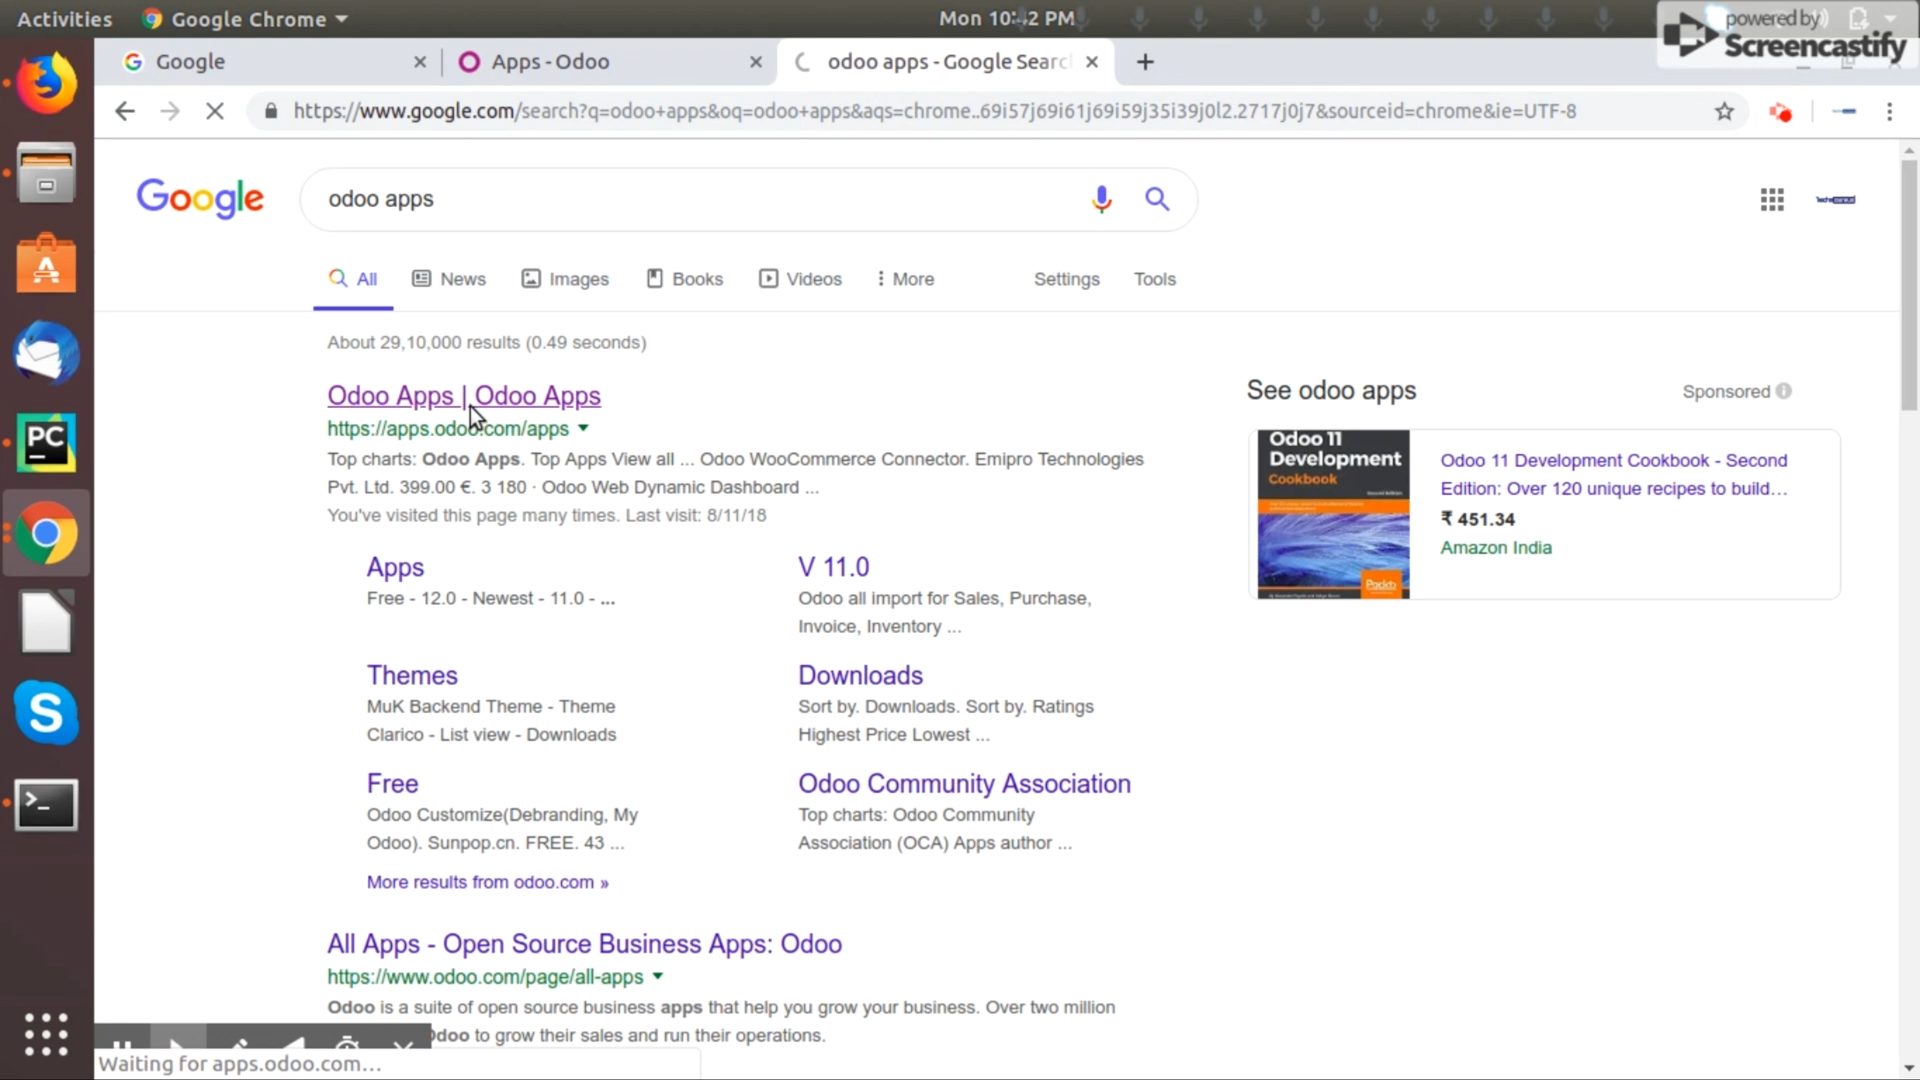 Activities
Google Chrome
Mon 10:42 PM
powered by
Screencastify
Google
Apps - Odoo
odoo apps - Google Searc
https://www.google.com/search?q=odoo+apps&oq=odoo+apps&aqs=chrome..69i57j69i61j69i59j35i39j0l2.2717j0j7&sourceid=chrome&ie=UTF-8
Google
odoo apps
All
News
Images
Books
Videos
More
Settings
Tools
About 29,10,000 results (0.49 seconds)
Odoo Apps | Odoo Apps
https://apps.odoo.com/apps
Top charts: Odoo Apps. Top Apps View all ... Odoo WooCommerce Connector. Emipro Technologies
Pvt. Ltd. 399.00 €. 3 180 · Odoo Web Dynamic Dashboard ...
You've visited this page many times. Last visit: 8/11/18
Apps
Free - 12.0 - Newest - 11.0 - ...
V 11.0
Odoo all import for Sales, Purchase,
Invoice, Inventory ...
Themes
MuK Backend Theme - Theme
Clarico - List view - Downloads
Downloads
Sort by. Downloads. Sort by. Ratings
Highest Price Lowest ...
Free
Odoo Customize(Debranding, My
Odoo). Sunpop.cn. FREE. 43 ...
Odoo Community Association
Top charts: Odoo Community
Association (OCA) Apps author ...
More results from odoo.com »
All Apps - Open Source Business Apps: Odoo
https://www.odoo.com/page/all-apps
Odoo is a suite of open source business apps that help you grow your business. Over two million
Odoo to grow their sales and run their operations.
See odoo apps
Sponsored
Odoo 11
Development
Cookbook
Packt
Odoo 11 Development Cookbook - Second
Edition: Over 120 unique recipes to build...
₹ 451.34
Amazon India
PC
Waiting for apps.odoo.com...